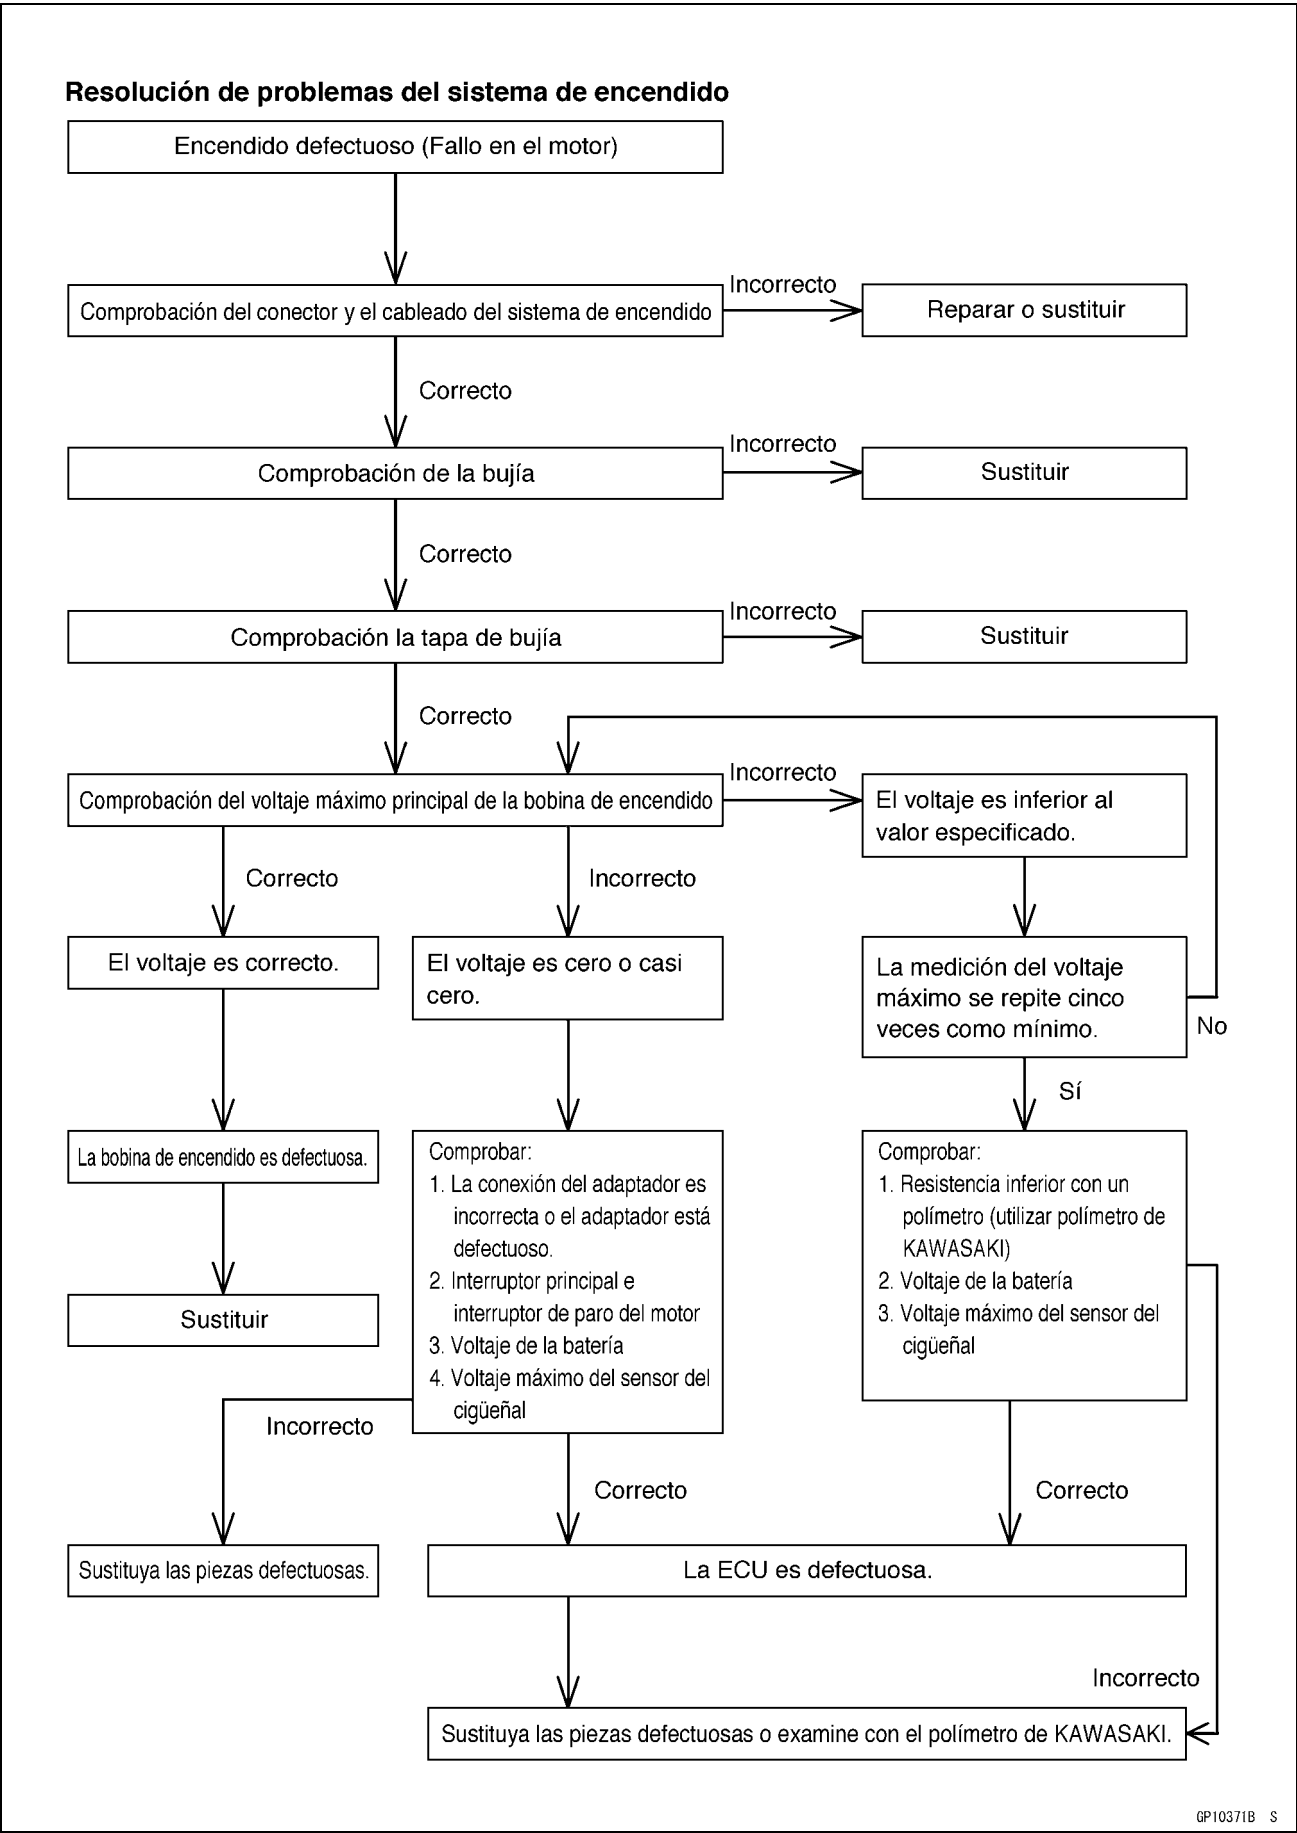 Resolución de problemas del sistema de encendido
Encendido defectuoso (Fallo en el motor)
Incorrecto
Comprobación del conector y el cableado del sistema de encendido
Reparar o sustituir
Correcto
Incorrecto
Comprobación de la bujía
Sustituir
Correcto
Incorrecto
Comprobación la tapa de bujía
Sustituir
Correcto
Incorrecto
Comprobación del voltaje máximo principal de la bobina de encendido
El voltaje es inferior al
valor especificado.
Correcto
Incorrecto
El voltaje es correcto.
El voltaje es cero o casi
cero.
La medición del voltaje
máximo se repite cinco
veces como mínimo.
No
Sí
La bobina de encendido es defectuosa.
Sustituir
Comprobar:
1. La conexión del adaptador es
incorrecta o el adaptador está
defectuoso.
2. Interruptor principal e
interruptor de paro del motor
3. Voltaje de la batería
4. Voltaje máximo del sensor del
cigüeñal
Comprobar:
1. Resistencia inferior con un
polímetro (utilizar polímetro de
KAWASAKI)
2. Voltaje de la batería
3. Voltaje máximo del sensor del
cigüeñal
Incorrecto
Correcto
Correcto
Sustituya las piezas defectuosas.
La ECU es defectuosa.
Incorrecto
Sustituya las piezas defectuosas o examine con el polímetro de KAWASAKI.
GP10371B S